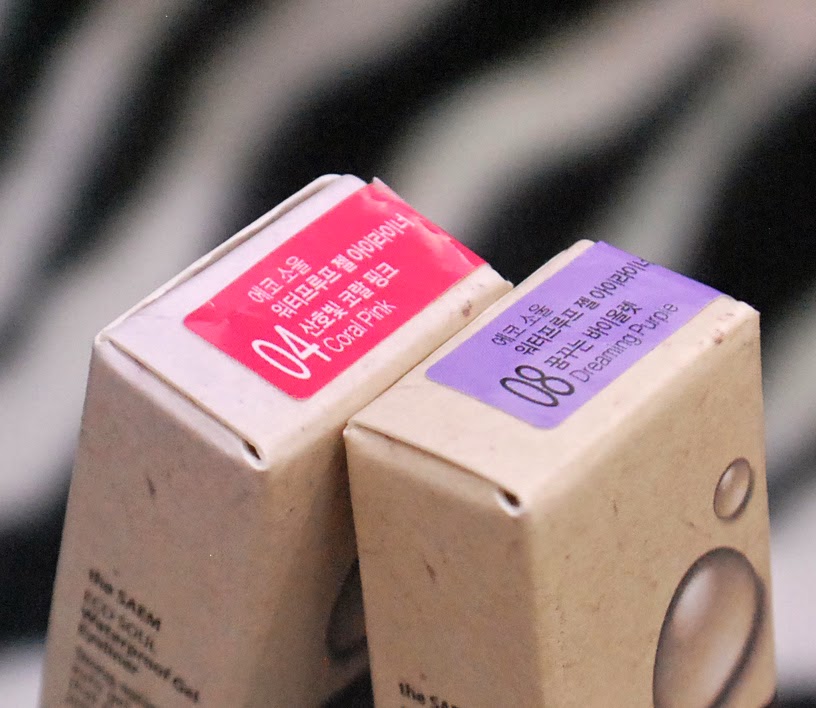 에코 소울
워터프루프 젤 아이라이너
04 산호빛 코랄 핑크
Coral Pink
에코 소울
워터프루프 젤 아이라이너
08 꿈꾸는 바이올렛
Dreaming Purple
the SAEM
ECO SOUL
Waterproof Gel
Eyeliner
the SAEM